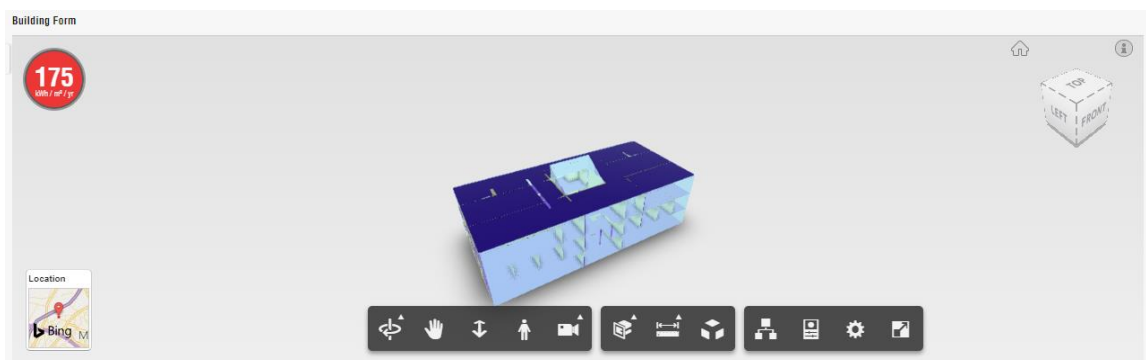 Building Form
175
kWh / m² / yr
TOP
LEFT
FRONT
Location
Bing
M